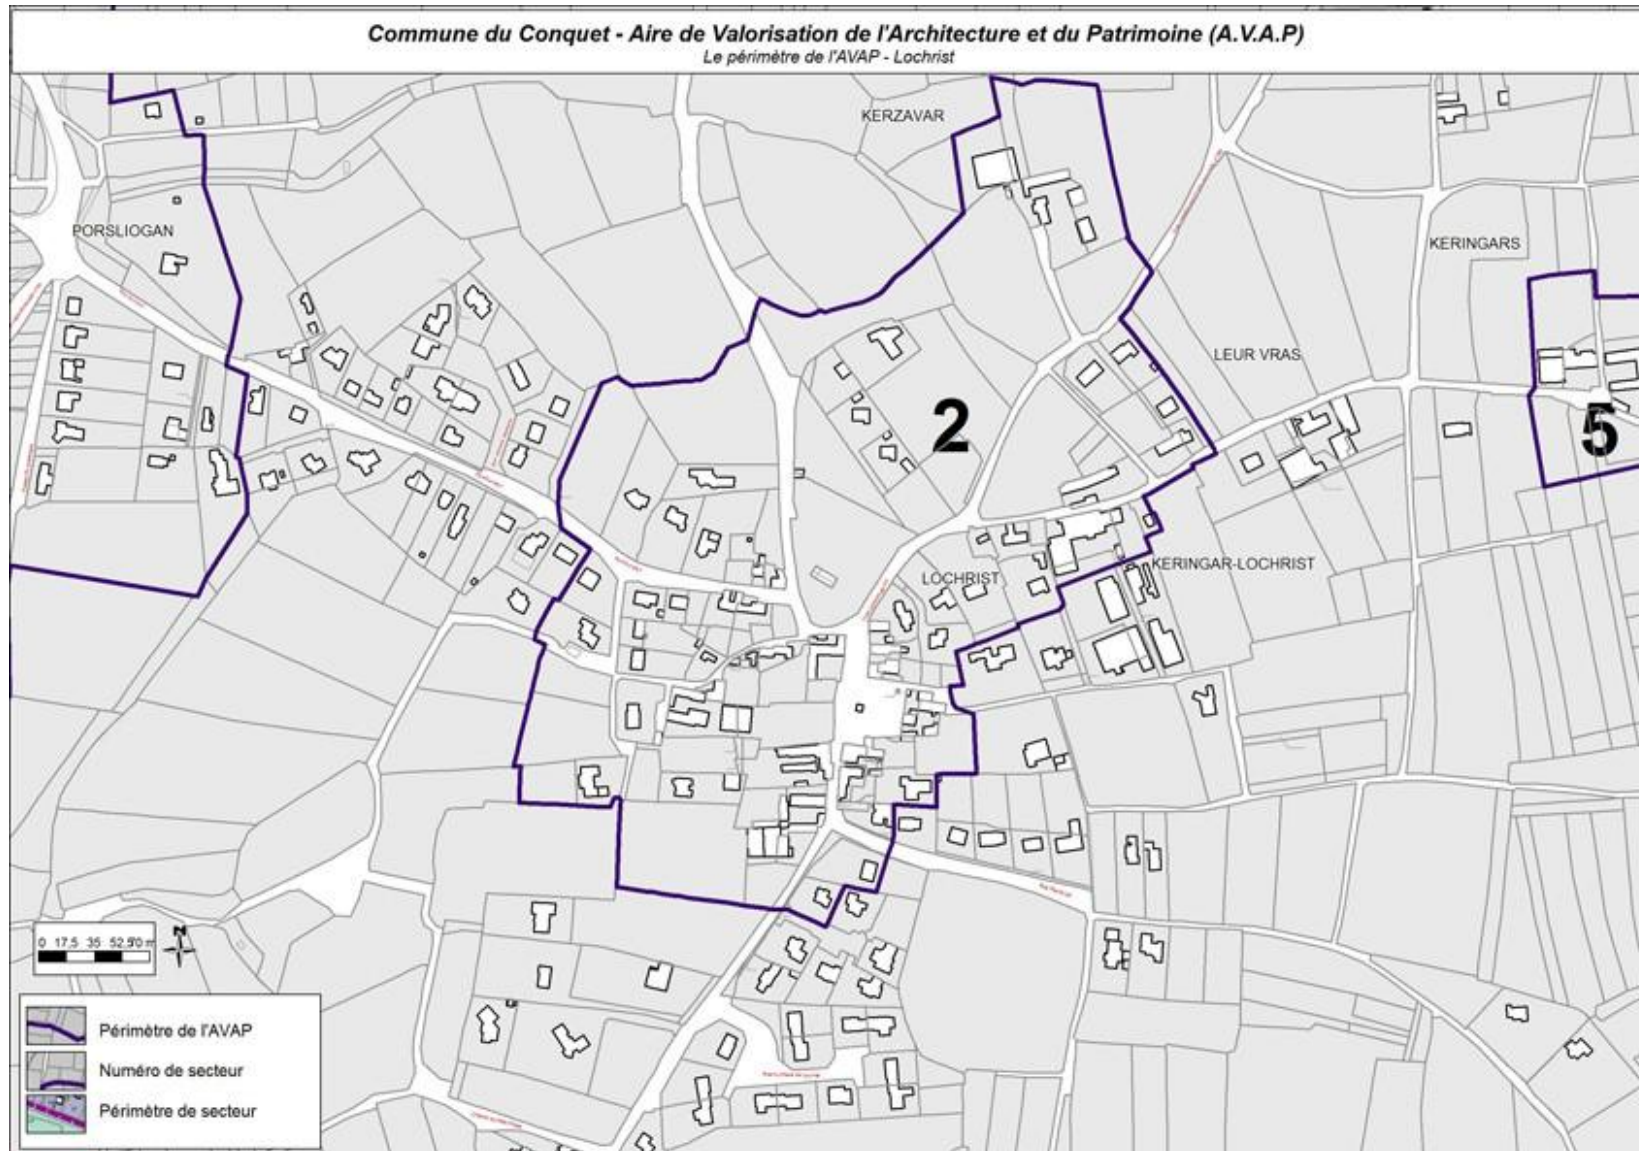 Commune du Conquet - Aire de Valorisation de l'Architecture et du Patrimoine (A.V.A.P)
Le périmètre de l'AVAP - Lochrist
KERZAVAR
PORSLIOGAN
KERINGARS
LEUR VRAS
2
5
LOCHRIST
KERINGAR-LOCHRIST
N
0 17,5 35 52,5 70 m
Périmètre de l'AVAP
Numéro de secteur
Périmètre de secteur